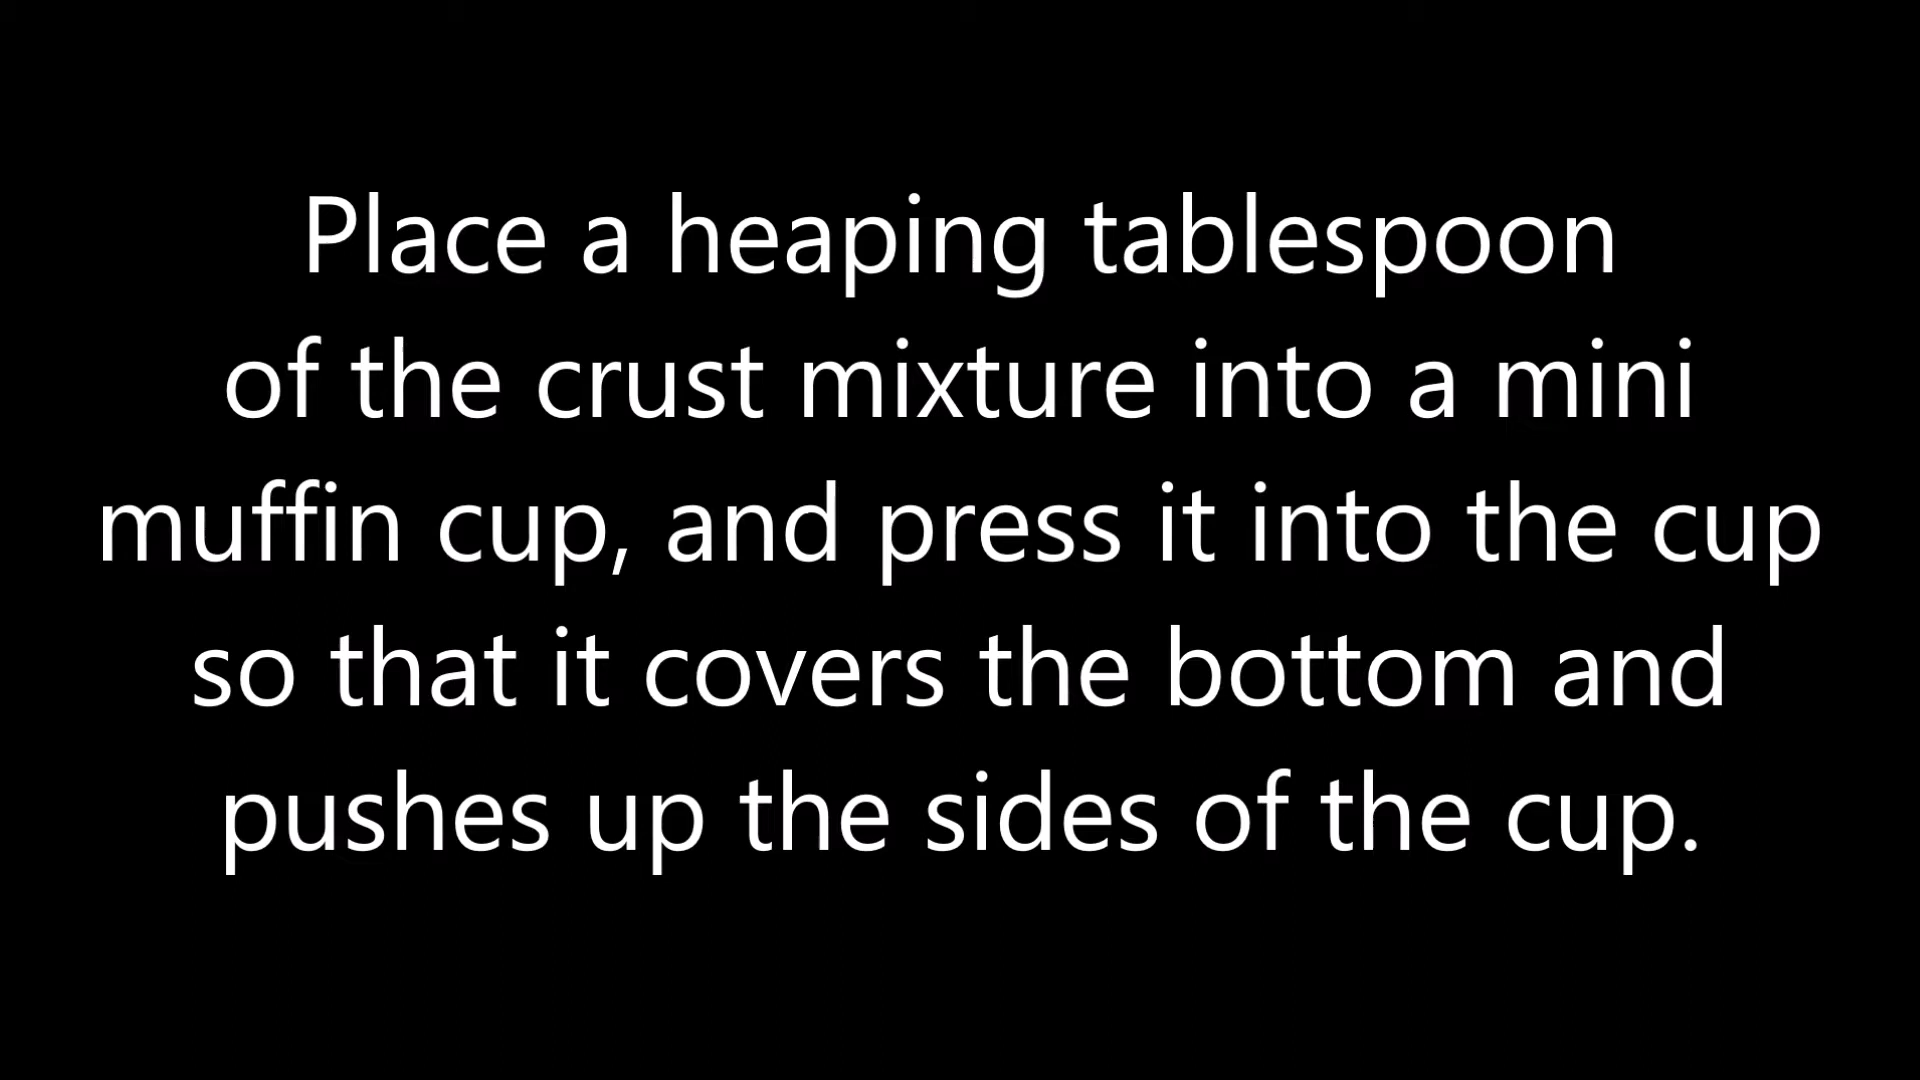 Place a heaping tablespoon
of the crust mixture into a mini
muffin cup, and press it into the cup
so that it covers the bottom and
pushes up the sides of the cup.